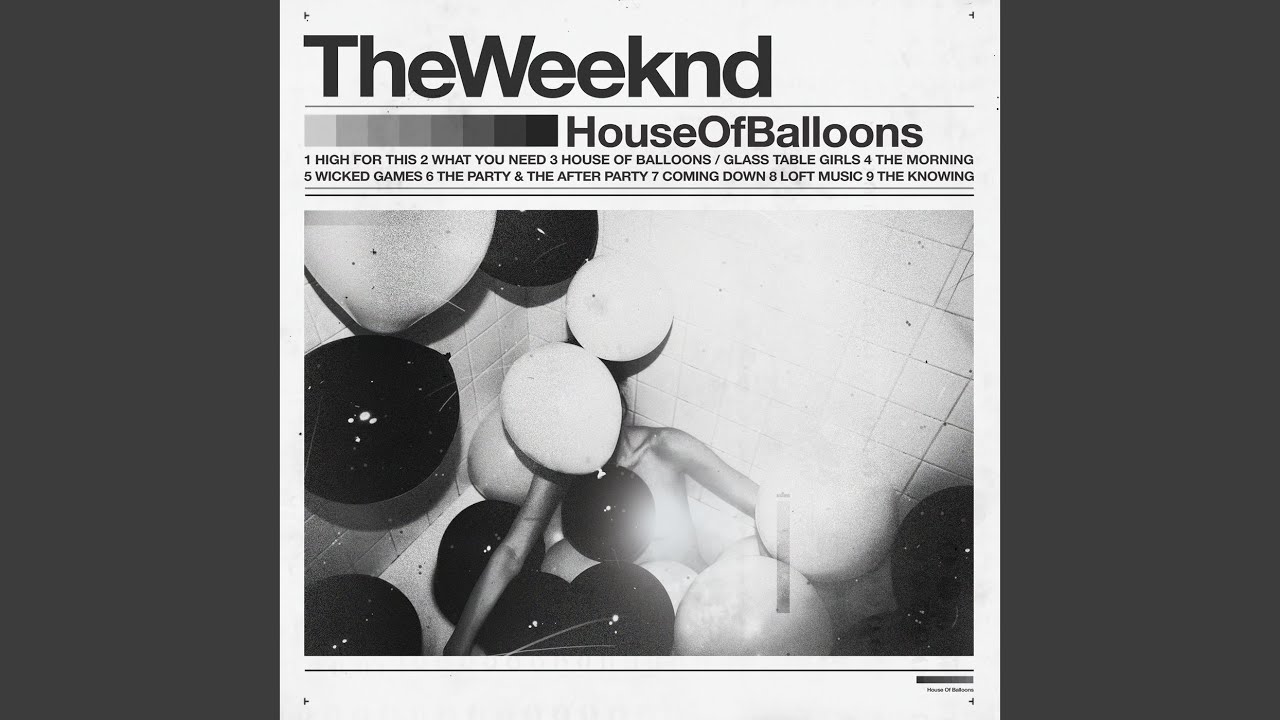 TheWeeknd
HouseOfBalloons
1 HIGH FOR THIS 2 WHAT YOU NEED 3 HOUSE OF BALLOONS / GLASS TABLE GIRLS 4 THE MORNING
5 WICKED GAMES 6 THE PARTY & THE AFTER PARTY 7 COMING DOWN 8 LOFT MUSIC 9 THE KNOWING
House Of Balloons